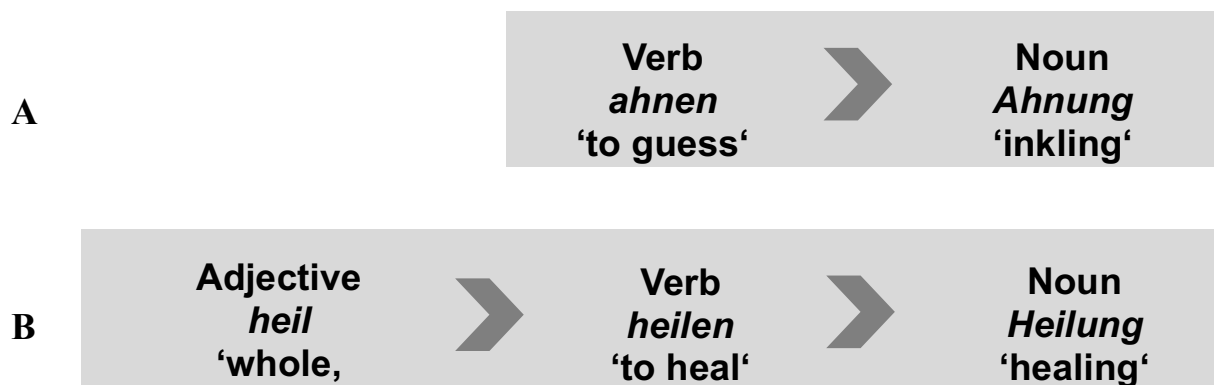 Verb Noun
A ahnen Ahnung
‘to guess‘ ‘inkling‘
Adjective Verb Noun
B heil heilen Heilung
‘whole, ‘to heal‘ ‘healing‘